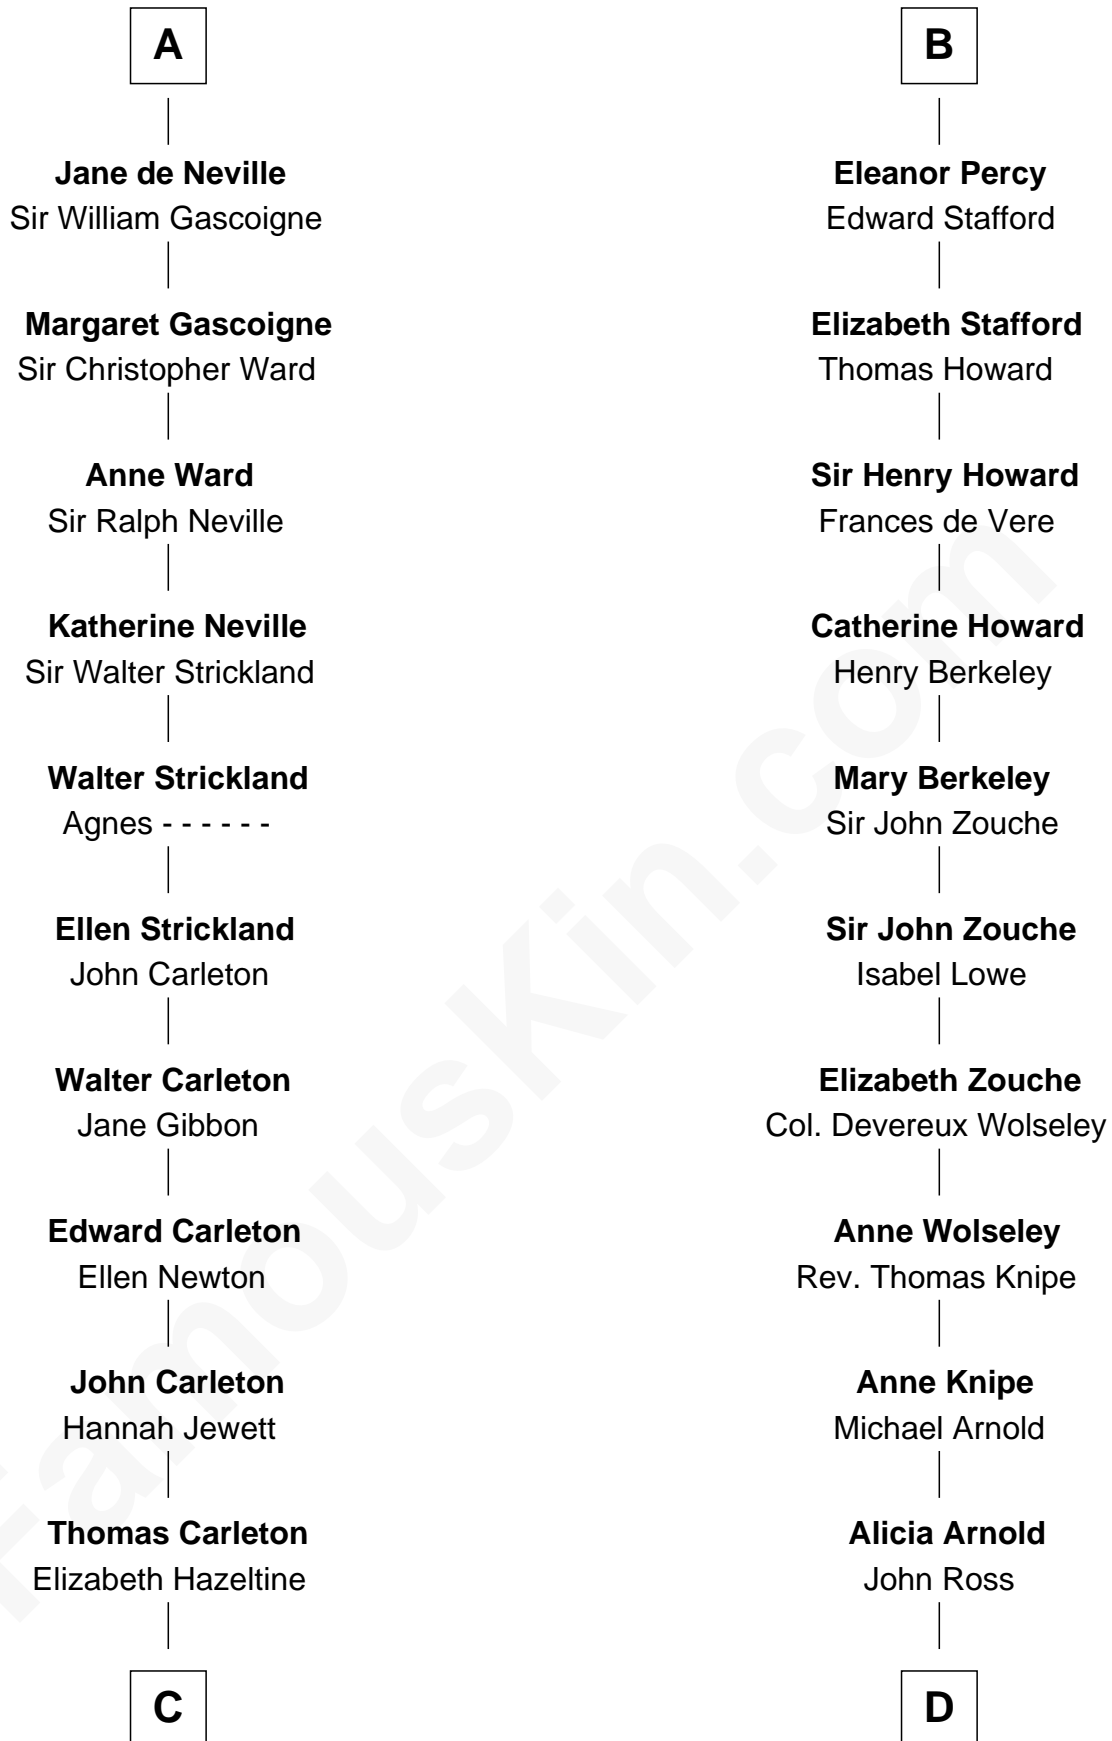 A
Jane de Neville
Sir William Gascoigne
Margaret Gascoigne
Sir Christopher Ward
Anne Ward
Sir Ralph Neville
Katherine Neville
Sir Walter Strickland
Walter Strickland
Agnes - - - - - -
Ellen Strickland
John Carleton
Walter Carleton
Jane Gibbon
Edward Carleton
Ellen Newton
John Carleton
Hannah Jewett
Thomas Carleton
Elizabeth Hazeltine
C
B
Eleanor Percy
Edward Stafford
Elizabeth Stafford
Thomas Howard
Sir Henry Howard
Frances de Vere
Catherine Howard
Henry Berkeley
Mary Berkeley
Sir John Zouche
Sir John Zouche
Isabel Lowe
Elizabeth Zouche
Col. Devereux Wolseley
Anne Wolseley
Rev. Thomas Knipe
Anne Knipe
Michael Arnold
Alicia Arnold
John Ross
D
FamousKin.com